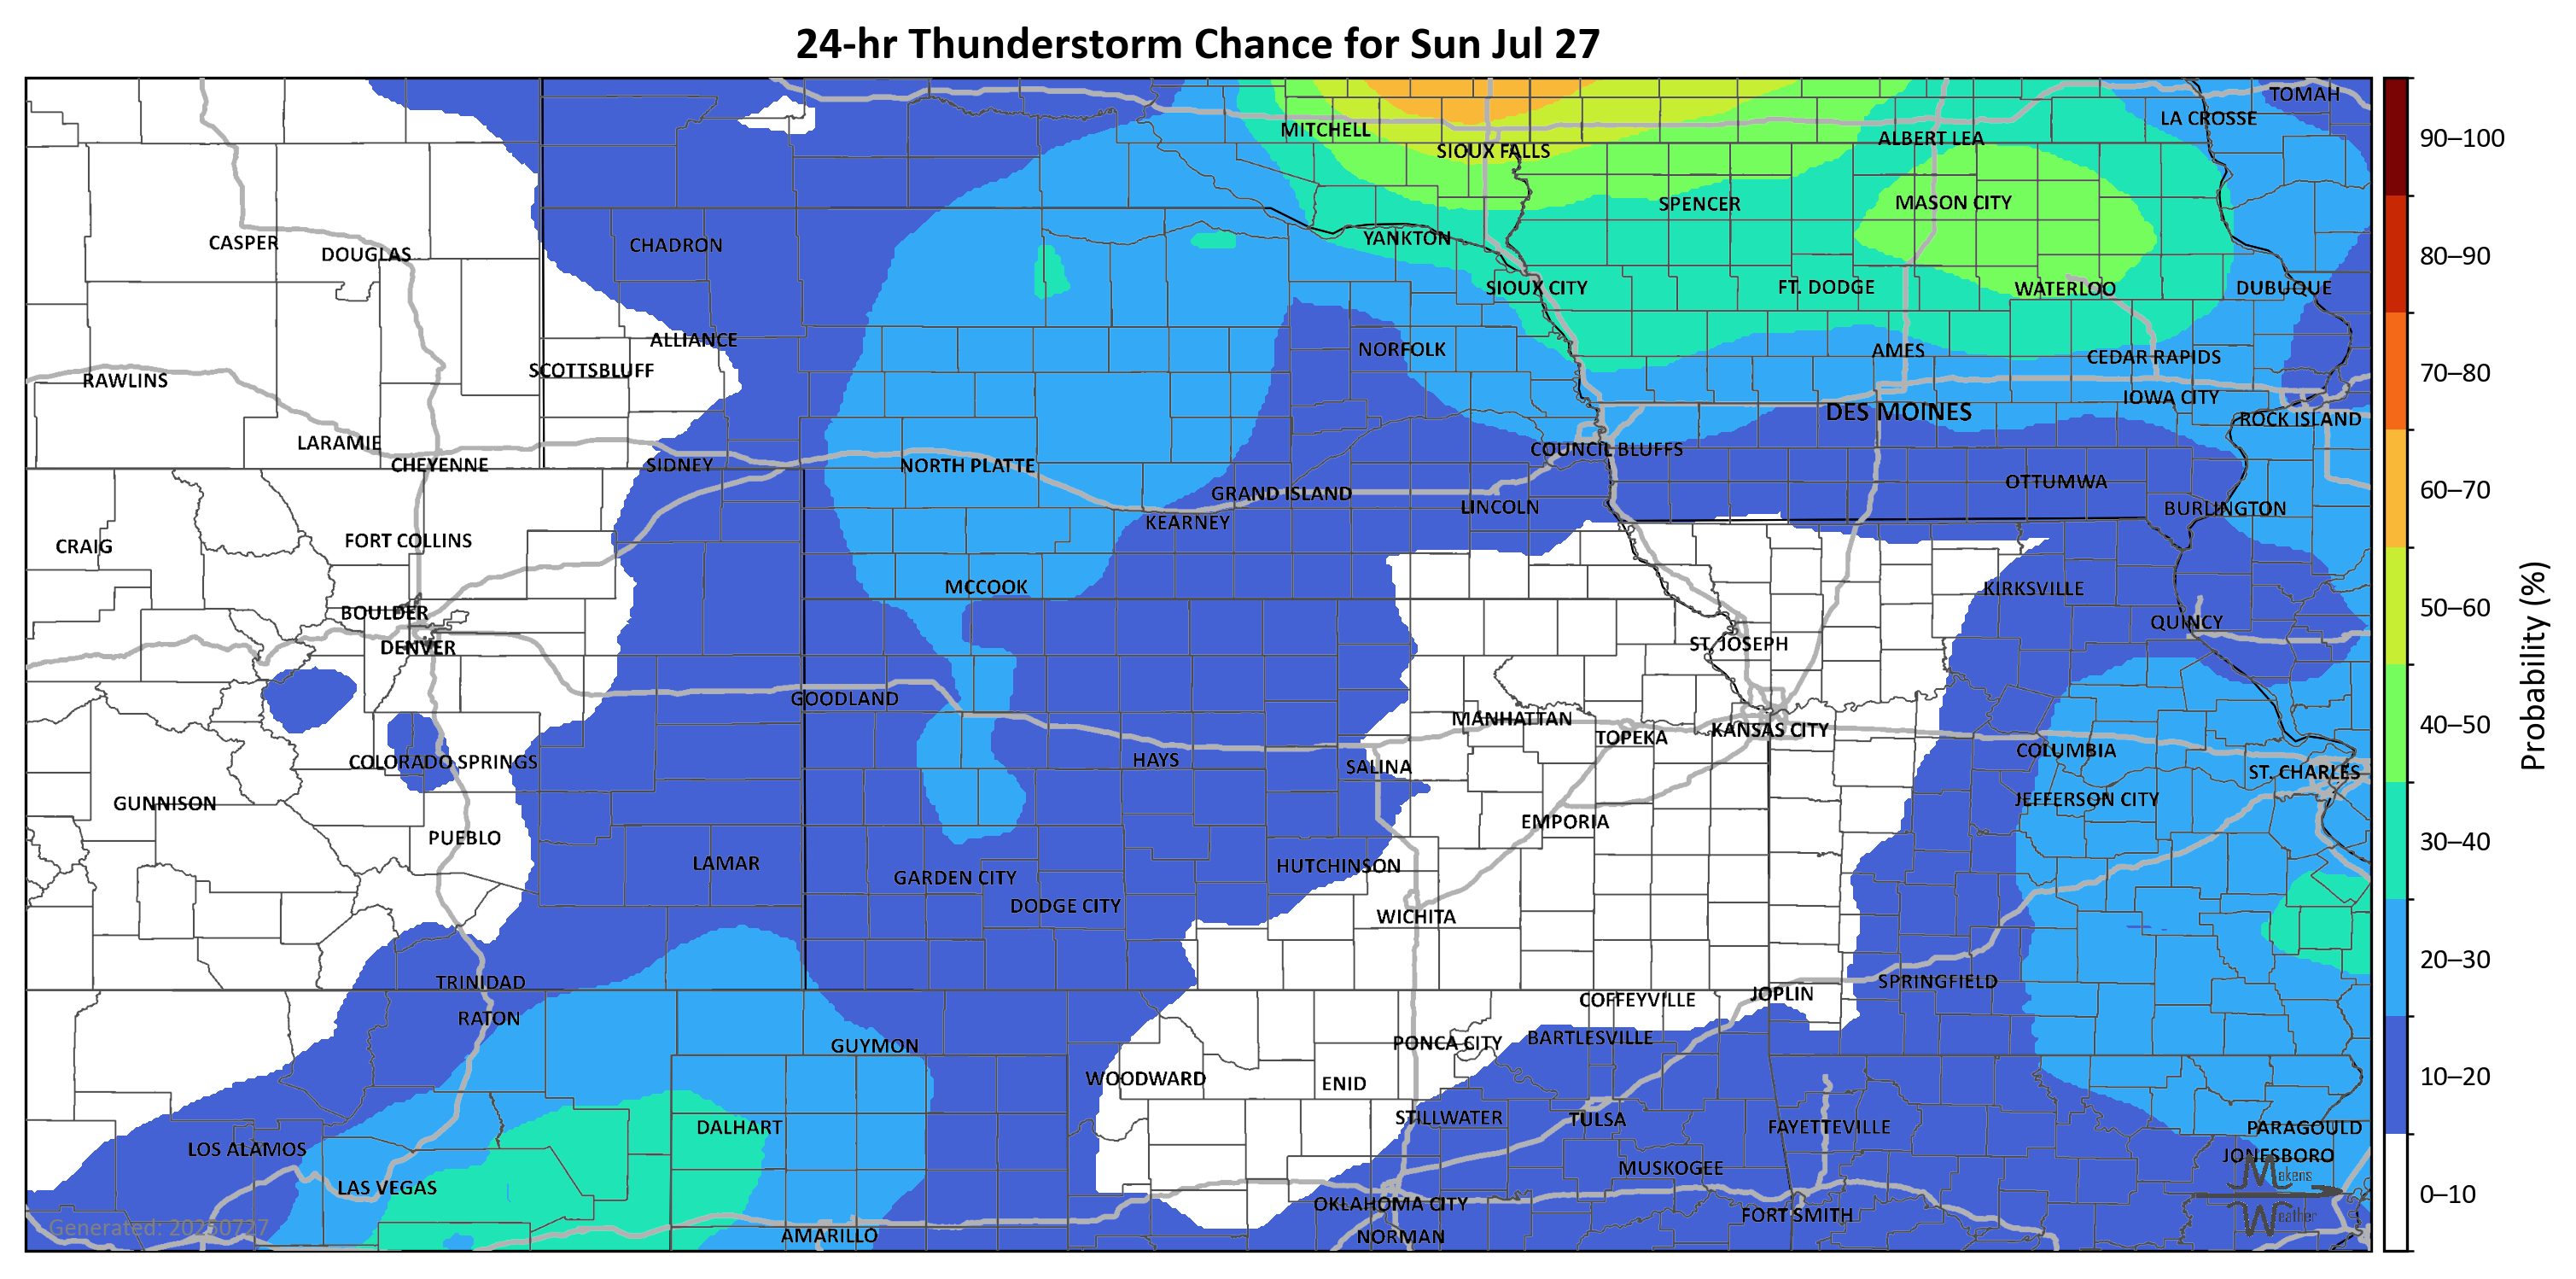 24-hr Thunderstorm Chance for Sun Jul 27
TOMAH
LA CROSSE
MITCHELL
ALBERT LEA
90–100
SIOUX FALLS
SPENCER
MASON CITY
YANKTON
CASPER
CHADRON
DOUGLAS
80–90
SIOUX CITY
FT. DODGE
WATERLOO
DUBUQUE
ALLIANCE
NORFOLK
AMES
CEDAR RAPIDS
SCOTTSBLUFF
70–80
RAWLINS
IOWA CITY
DES MOINES
ROCK ISLAND
LARAMIE
COUNCIL BLUFFS
CHEYENNE
SIDNEY
NORTH PLATTE
OTTUMWA
60–70
GRAND ISLAND
LINCOLN
BURLINGTON
KEARNEY
FORT COLLINS
CRAIG
MCCOOK
KIRKSVILLE
50–60
BOULDER
QUINCY
DENVER
ST. JOSEPH
Probability (%)
GOODLAND
MANHATTAN
40–50
KANSAS CITY
TOPEKA
COLUMBIA
COLORADO SPRINGS
HAYS
SALINA
ST. CHARLES
GUNNISON
JEFFERSON CITY
EMPORIA
PUEBLO
30–40
LAMAR
HUTCHINSON
GARDEN CITY
DODGE CITY
WICHITA
20–30
TRINIDAD
SPRINGFIELD
JOPLIN
COFFEYVILLE
RATON
BARTLESVILLE
PONCA CITY
GUYMON
WOODWARD
ENID
10–20
STILLWATER
TULSA
DALHART
FAYETTEVILLE
PARAGOULD
LOS ALAMOS
JONESBORO
MUSKOGEE
Makens
LAS VEGAS
0–10
OKLAHOMA CITY
FORT SMITH
Weather
Generated: 20250727
AMARILLO
NORMAN